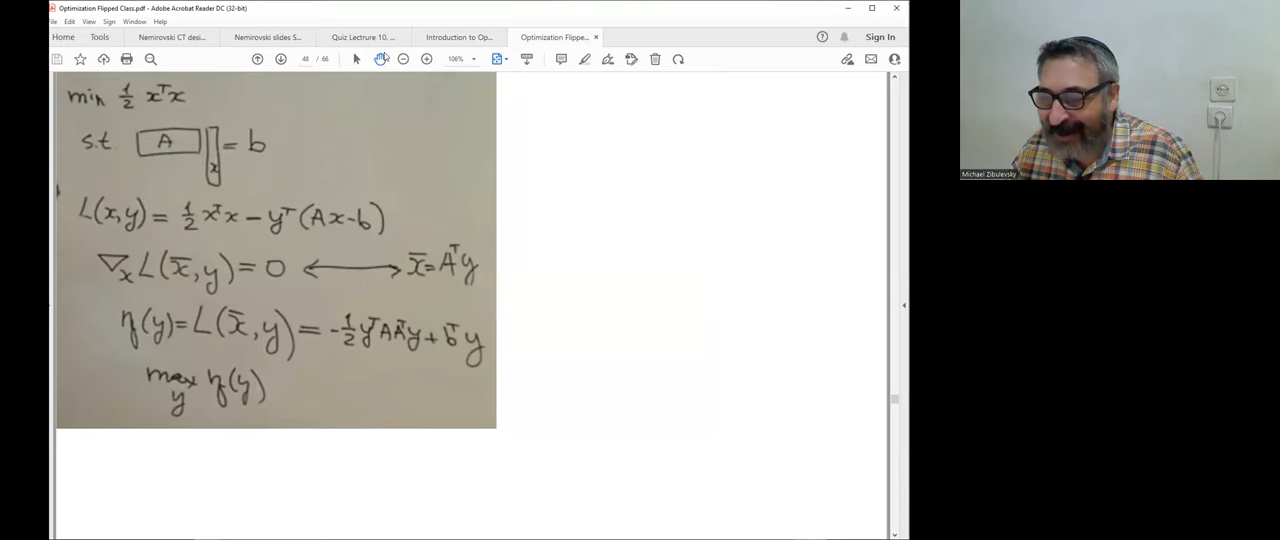 Optimization Flipped Class.pdf - Adobe Acrobat Reader DC (32-bit)
File Edit View Sign Window Help
Home Tools Nemirovski CT desi... Nemirovski slides S... Quiz Lectrure 10, ... Introduction to Op... Optimization Flippe... × Sign In
48 / 66 106%
min ½ xᵀx
s.t. A x = b
L(x,y) = ½ xᵀx − yᵀ(Ax−b)
∇ₓL(x̄,y) = 0 ⟷ x̄ = Aᵀy
η(y) = L(x̄,y) = −½ yᵀAAᵀy + bᵀy
max η(y)
y
Michael Zibulevsky